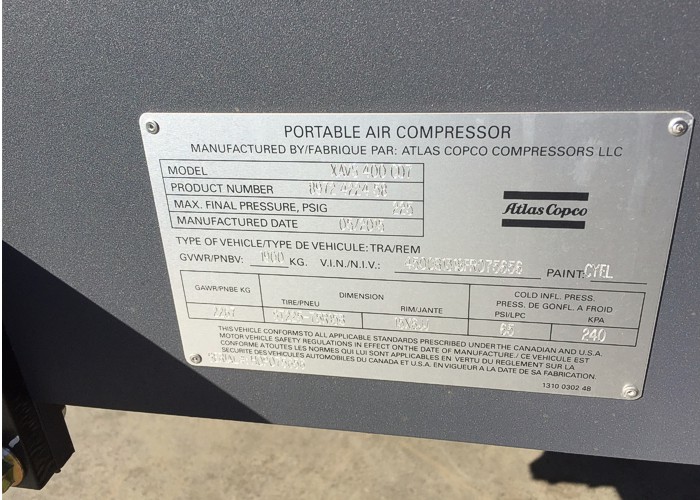 PORTABLE AIR COMPRESSOR
MANUFACTURED BY/FABRIQUE PAR: ATLAS COPCO COMPRESSORS LLC
MODEL
PRODUCT NUMBER
MAX. FINAL PRESSURE, PSIG
MANUFACTURED DATE 05/2015
Atlas Copco
TYPE OF VEHICLE/TYPE DE VEHICULE: TRA/REM
GVWR/PNBV: 1900 KG. V.I.N./N.I.V.: PAINT: CYFL
GAWR/PNBE KG DIMENSION COLD INFL. PRESS.
PRESS. DE GONFL. A FROID
TIRE/PNEU RIM/JANTE PSI/LPC KPA
65 240
THIS VEHICLE CONFORMS TO ALL APPLICABLE STANDARDS PRESCRIBED UNDER THE CANADIAN AND U.S.A.
MOTOR VEHICLE SAFETY REGULATIONS IN EFFECT ON THE DATE OF MANUFACTURE / CE VEHICULE EST
CONFORME ATOUTES LES NORMES QUI LUI SONT APPLICABLES EN VERTU DU REGLEMENT SUR LA
SECURITE DES VEHICULES AUTOMOBILES DU CANADA ET U.S.A. EN VIGUEUR A LA DATE DE SA FABRICATION.
1310 0302 48